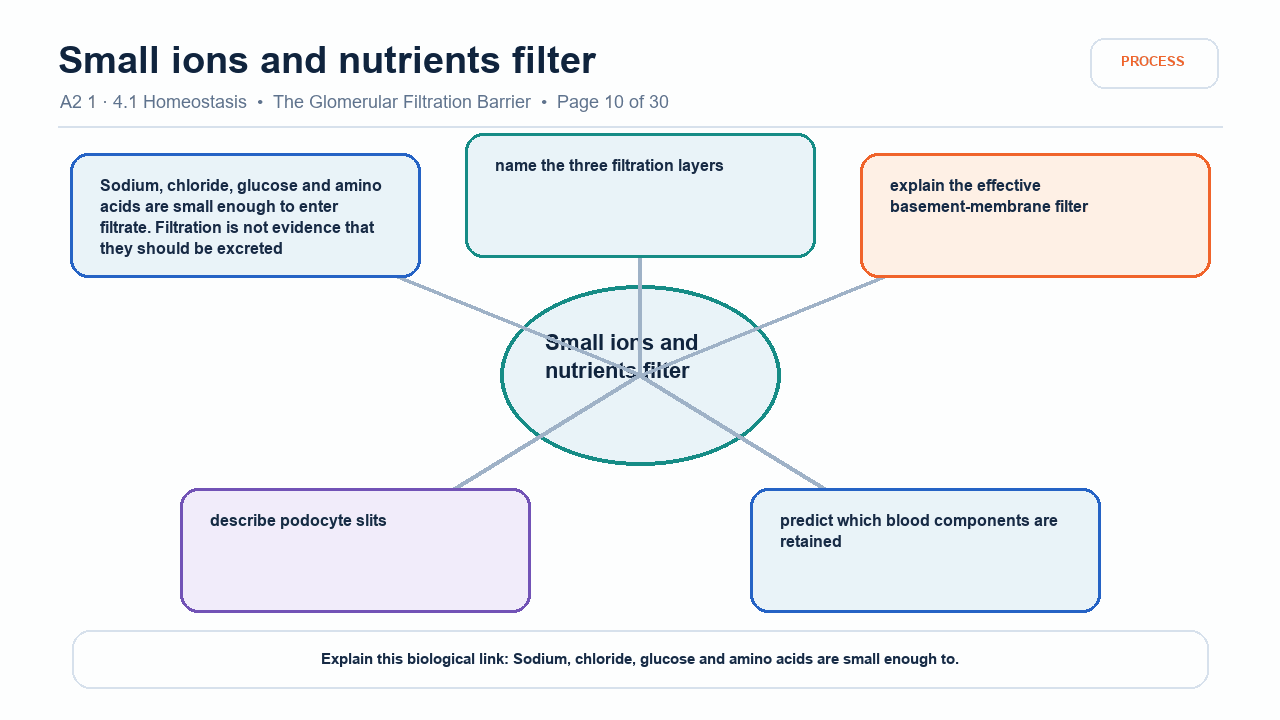 Small ions and nutrients filter
PROCESS
A2 1 · 4.1 Homeostasis • The Glomerular Filtration Barrier • Page 10 of 30
Sodium, chloride, glucose and amino
acids are small enough to enter
filtrate. Filtration is not evidence that
they should be excreted
name the three filtration layers
explain the effective
basement-membrane filter
Small ions and
nutrients filter
describe podocyte slits
predict which blood components are
retained
Explain this biological link: Sodium, chloride, glucose and amino acids are small enough to.